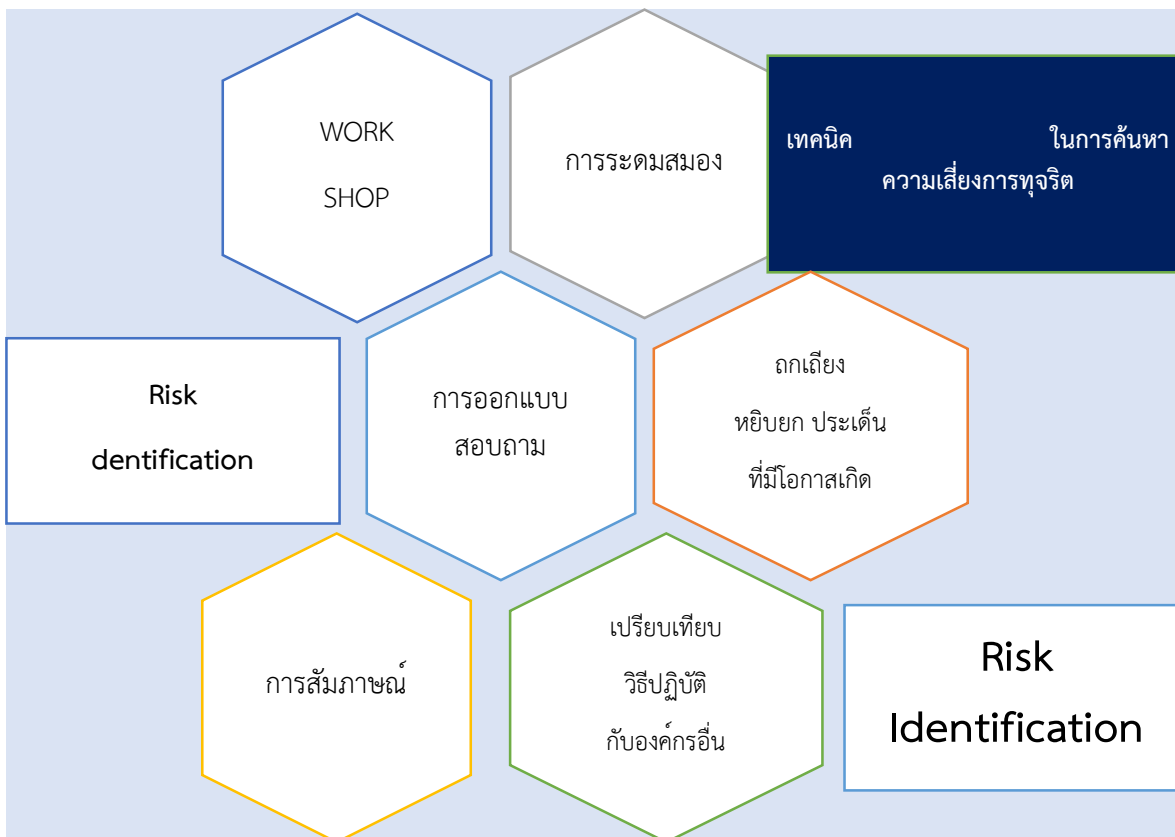 WORK
SHOP
การระดมสมอง
เทคนิค ในการค้นหา
ความเสี่ยงการทุจริต
Risk
dentification
การออกแบบ
สอบถาม
ถกเถียง
หยิบยก ประเด็น
ที่มีโอกาสเกิด
การสัมภาษณ์
เปรียบเทียบ
วิธีปฏิบัติ
กับองค์กรอื่น
Risk
Identification